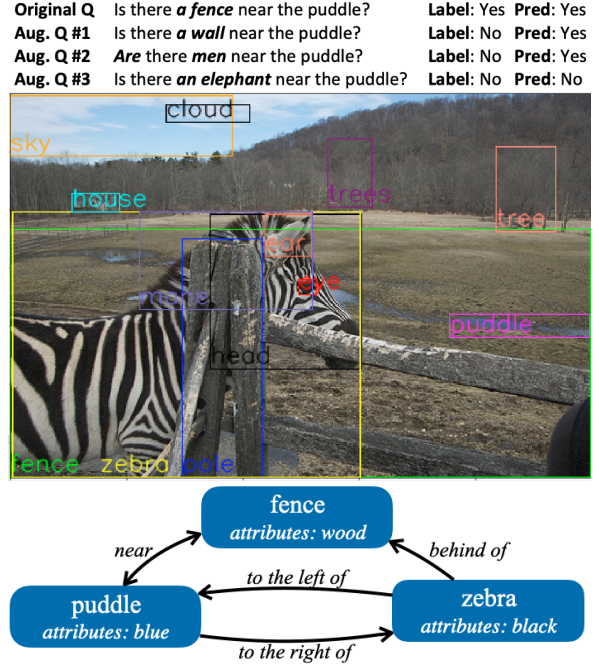 Original Q Is there a fence near the puddle? Label: Yes Pred: Yes
Aug. Q #1 Is there a wall near the puddle? Label: No Pred: Yes
Aug. Q #2 Are there men near the puddle? Label: No Pred: Yes
Aug. Q #3 Is there an elephant near the puddle? Label: No Pred: No
cloud
sky
house
trees
tree
ear
eye
mane
puddle
head
fence zebra pole
fence
attributes: wood
near
behind of
to the left of
puddle
attributes: blue
zebra
attributes: black
to the right of